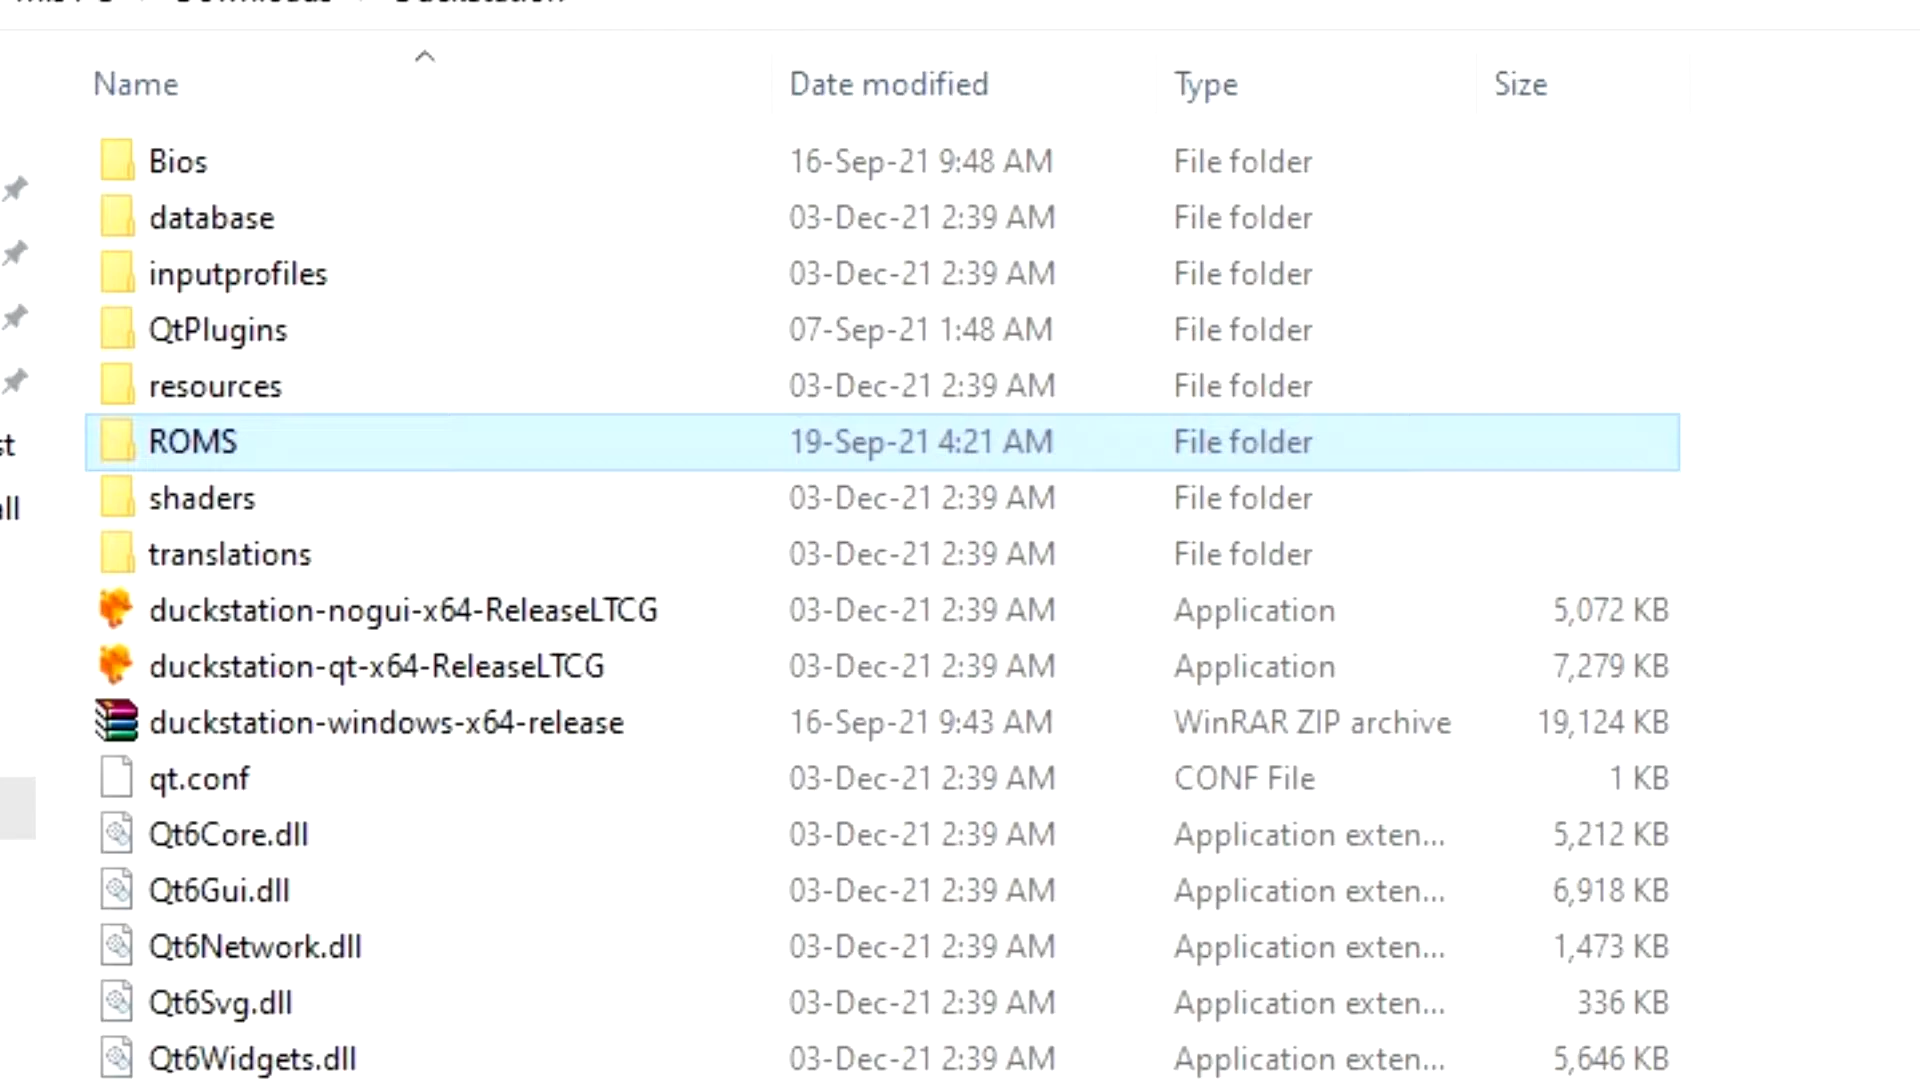 Name Date modified Type Size
Bios 16-Sep-21 9:48 AM File folder
database 03-Dec-21 2:39 AM File folder
inputprofiles 03-Dec-21 2:39 AM File folder
QtPlugins 07-Sep-21 1:48 AM File folder
resources 03-Dec-21 2:39 AM File folder
ROMS 19-Sep-21 4:21 AM File folder
shaders 03-Dec-21 2:39 AM File folder
translations 03-Dec-21 2:39 AM File folder
duckstation-nogui-x64-ReleaseLTCG 03-Dec-21 2:39 AM Application 5,072 KB
duckstation-qt-x64-ReleaseLTCG 03-Dec-21 2:39 AM Application 7,279 KB
duckstation-windows-x64-release 16-Sep-21 9:43 AM WinRAR ZIP archive 19,124 KB
qt.conf 03-Dec-21 2:39 AM CONF File 1 KB
Qt6Core.dll 03-Dec-21 2:39 AM Application exten... 5,212 KB
Qt6Gui.dll 03-Dec-21 2:39 AM Application exten... 6,918 KB
Qt6Network.dll 03-Dec-21 2:39 AM Application exten... 1,473 KB
Qt6Svg.dll 03-Dec-21 2:39 AM Application exten... 336 KB
Qt6Widgets.dll 03-Dec-21 2:39 AM Application exten... 5,646 KB